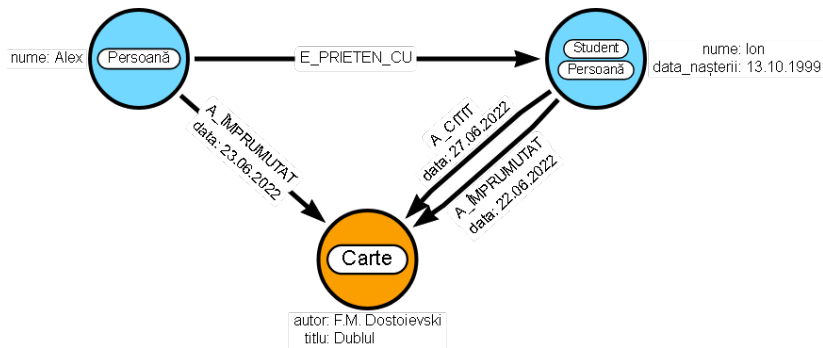 nume: Alex
Persoană
E_PRIETEN_CU
Student
Persoană
nume: Ion
data_nașterii: 13.10.1999
A_ÎMPRUMUTAT
data: 23.06.2022
A_CITIT
data: 27.06.2022
A_ÎMPRUMUTAT
data: 22.06.2022
Carte
autor: F.M. Dostoievski
titlu: Dublul